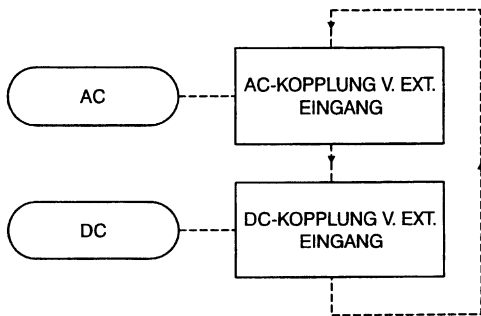 AC
AC-KOPPLUNG V. EXT.
EINGANG
DC
DC-KOPPLUNG V. EXT.
EINGANG